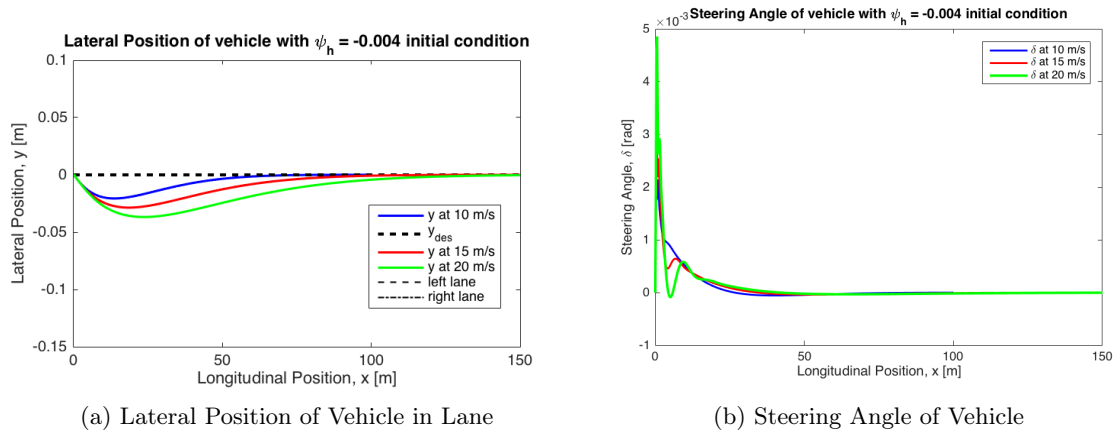 Lateral Position of vehicle with ψh = -0.004 initial condition
0.1
0.05
0
-0.05
-0.1
-0.15
Lateral Position, y [m]
0
50
100
150
Longitudinal Position, x [m]
y at 10 m/s
ydes
y at 15 m/s
y at 20 m/s
left lane
right lane
(a) Lateral Position of Vehicle in Lane
×10-3
Steering Angle of vehicle with ψh = -0.004 initial condition
5
4
3
2
1
0
-1
Steering Angle, δ [rad]
0
50
100
150
Longitudinal Position, x [m]
δ at 10 m/s
δ at 15 m/s
δ at 20 m/s
(b) Steering Angle of Vehicle